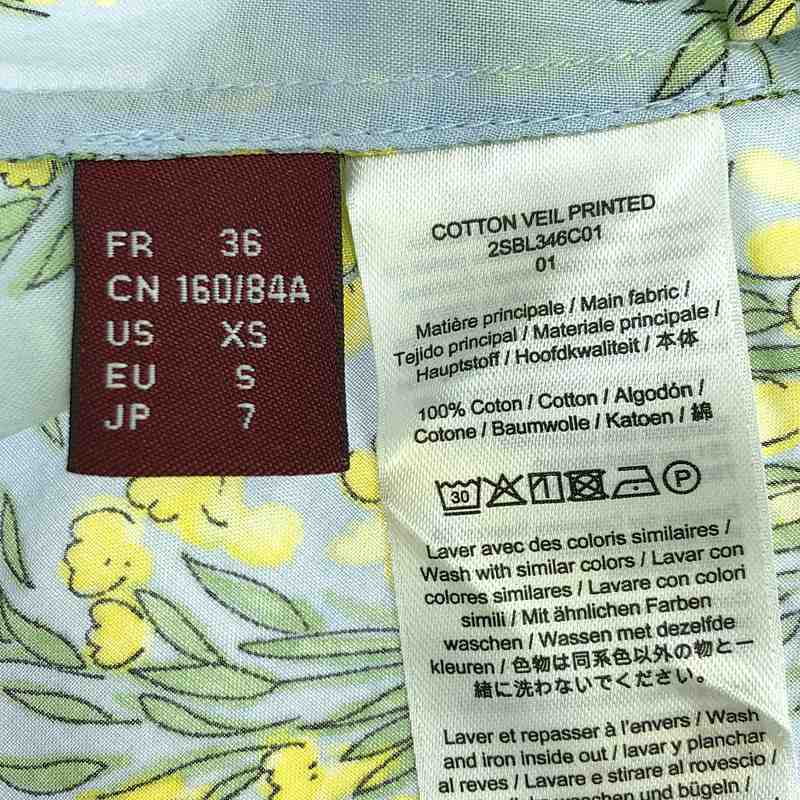 FR 36
CN 160/84A
US XS
EU S
JP 7
COTTON VEIL PRINTED
2SBL346C01
01
Matière principale / Main fabric /
Tejido principal / Materiale principale /
Hauptstoff / Hoofdkwaliteit / 本体
100% Coton / Cotton / Algodón /
Cotone / Baumwolle / Katoen / 綿
30
P
Laver avec des coloris similaires /
Wash with similar colors / Lavar con
colores similares / Lavare con colori
simili / Mit ähnlichen Farben
waschen / Wassen met dezelfde
kleuren / 色物は同系色以外の物と一
緒に洗わないでください。
Laver et repasser à l'envers / Wash
and iron inside out / lavar y planchar
al reves / Lavare e stirare al rovescio /
und bügeln /